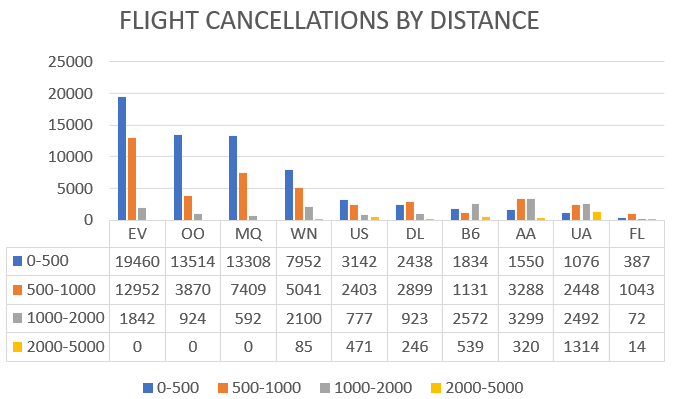 FLIGHT CANCELLATIONS BY DISTANCE
25000
20000
15000
10000
5000
0
EV OO MQ WN US DL B6 AA UA FL
0-500 19460 13514 13308 7952 3142 2438 1834 1550 1076 387
500-1000 12952 3870 7409 5041 2403 2899 1131 3288 2448 1043
1000-2000 1842 924 592 2100 777 923 2572 3299 2492 72
2000-5000 0 0 0 85 471 246 539 320 1314 14
0-500 500-1000 1000-2000 2000-5000